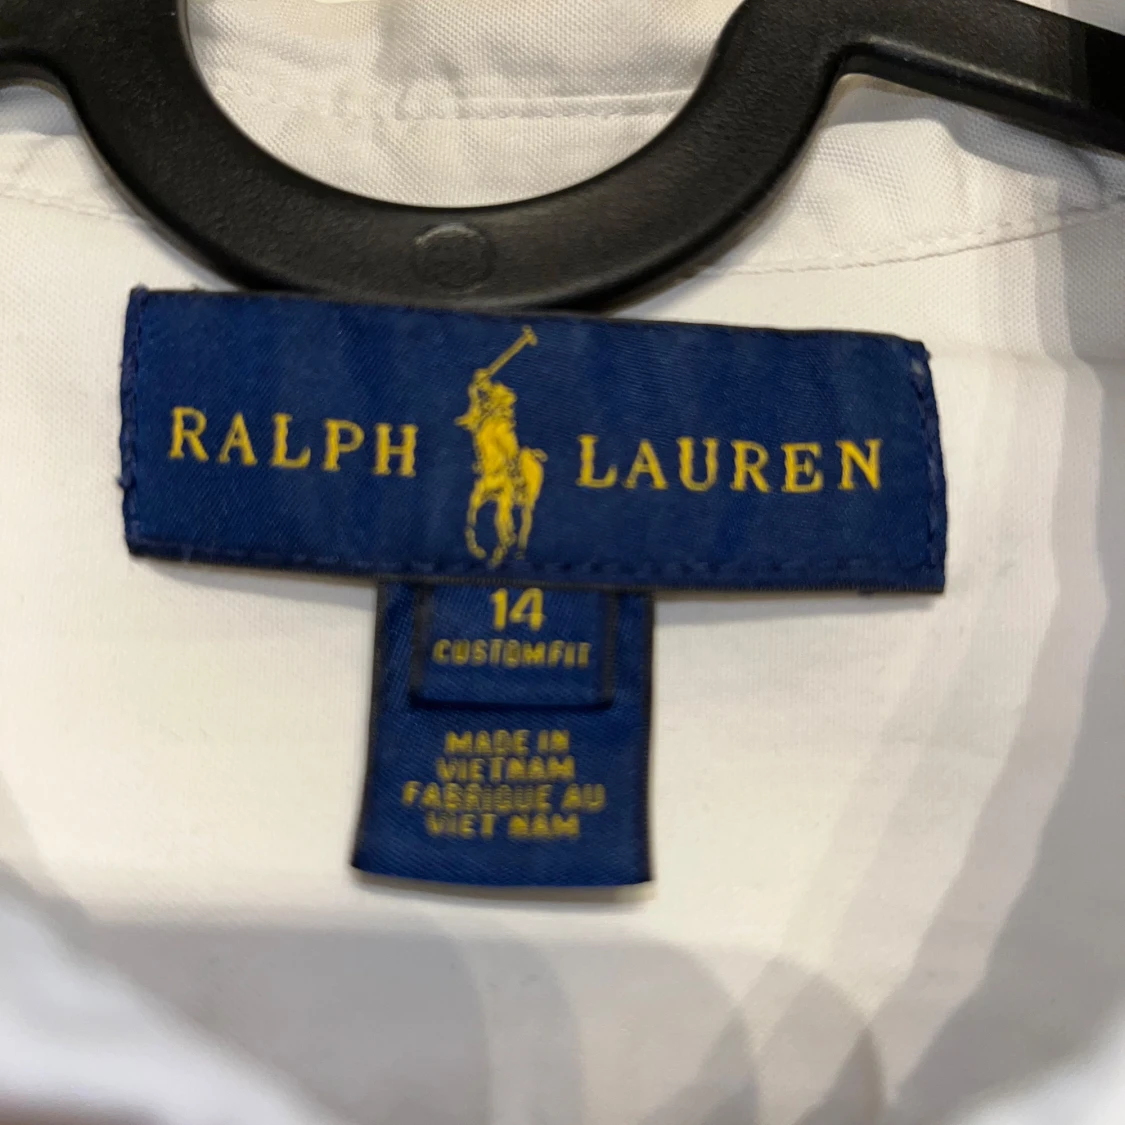 RALPH LAUREN
14
CUSTOM FIT
MADE IN
VIETNAM
FABRIQUE AU
VIET NAM